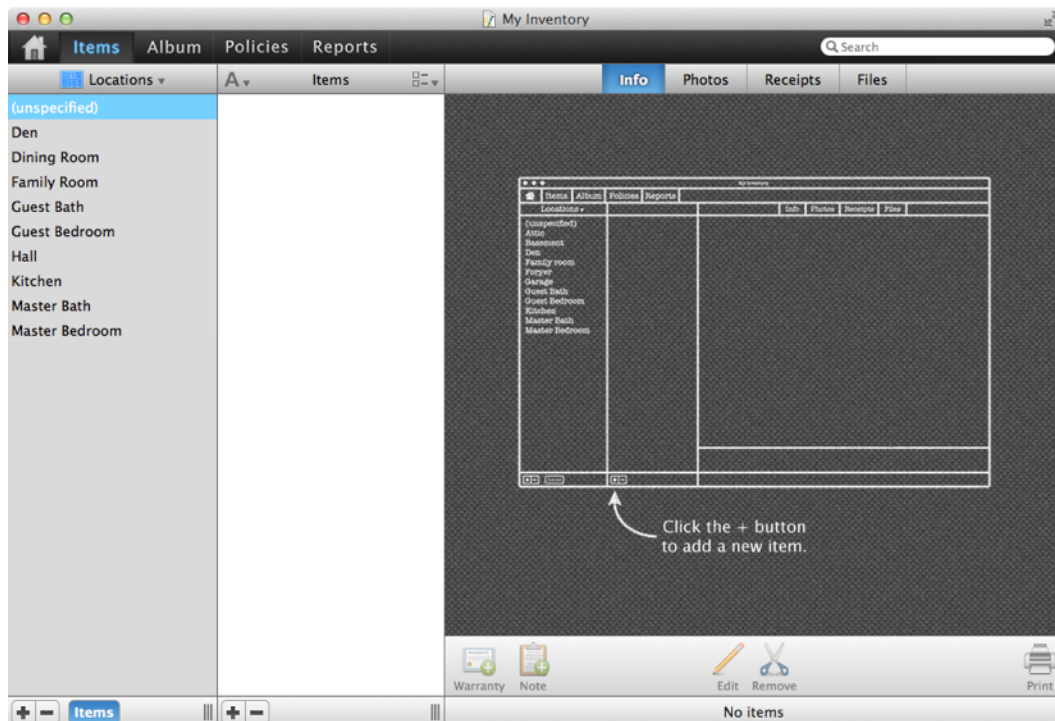 My Inventory
Items Album Policies Reports
Search
Locations
A Items
Info Photos Receipts Files
(unspecified)
Den
Dining Room
Family Room
Guest Bath
Guest Bedroom
Hall
Kitchen
Master Bath
Master Bedroom
My Inventory
Items Album Policies Reports
Locations
Info Photos Receipts Files
(unspecified)
Attic
Basement
Den
Family room
Foryer
Garage
Guest Bath
Guest Bedroom
Kitchen
Master Bath
Master Bedroom
Click the + button
to add a new item.
Warranty Note Edit Remove Print
Items
No items